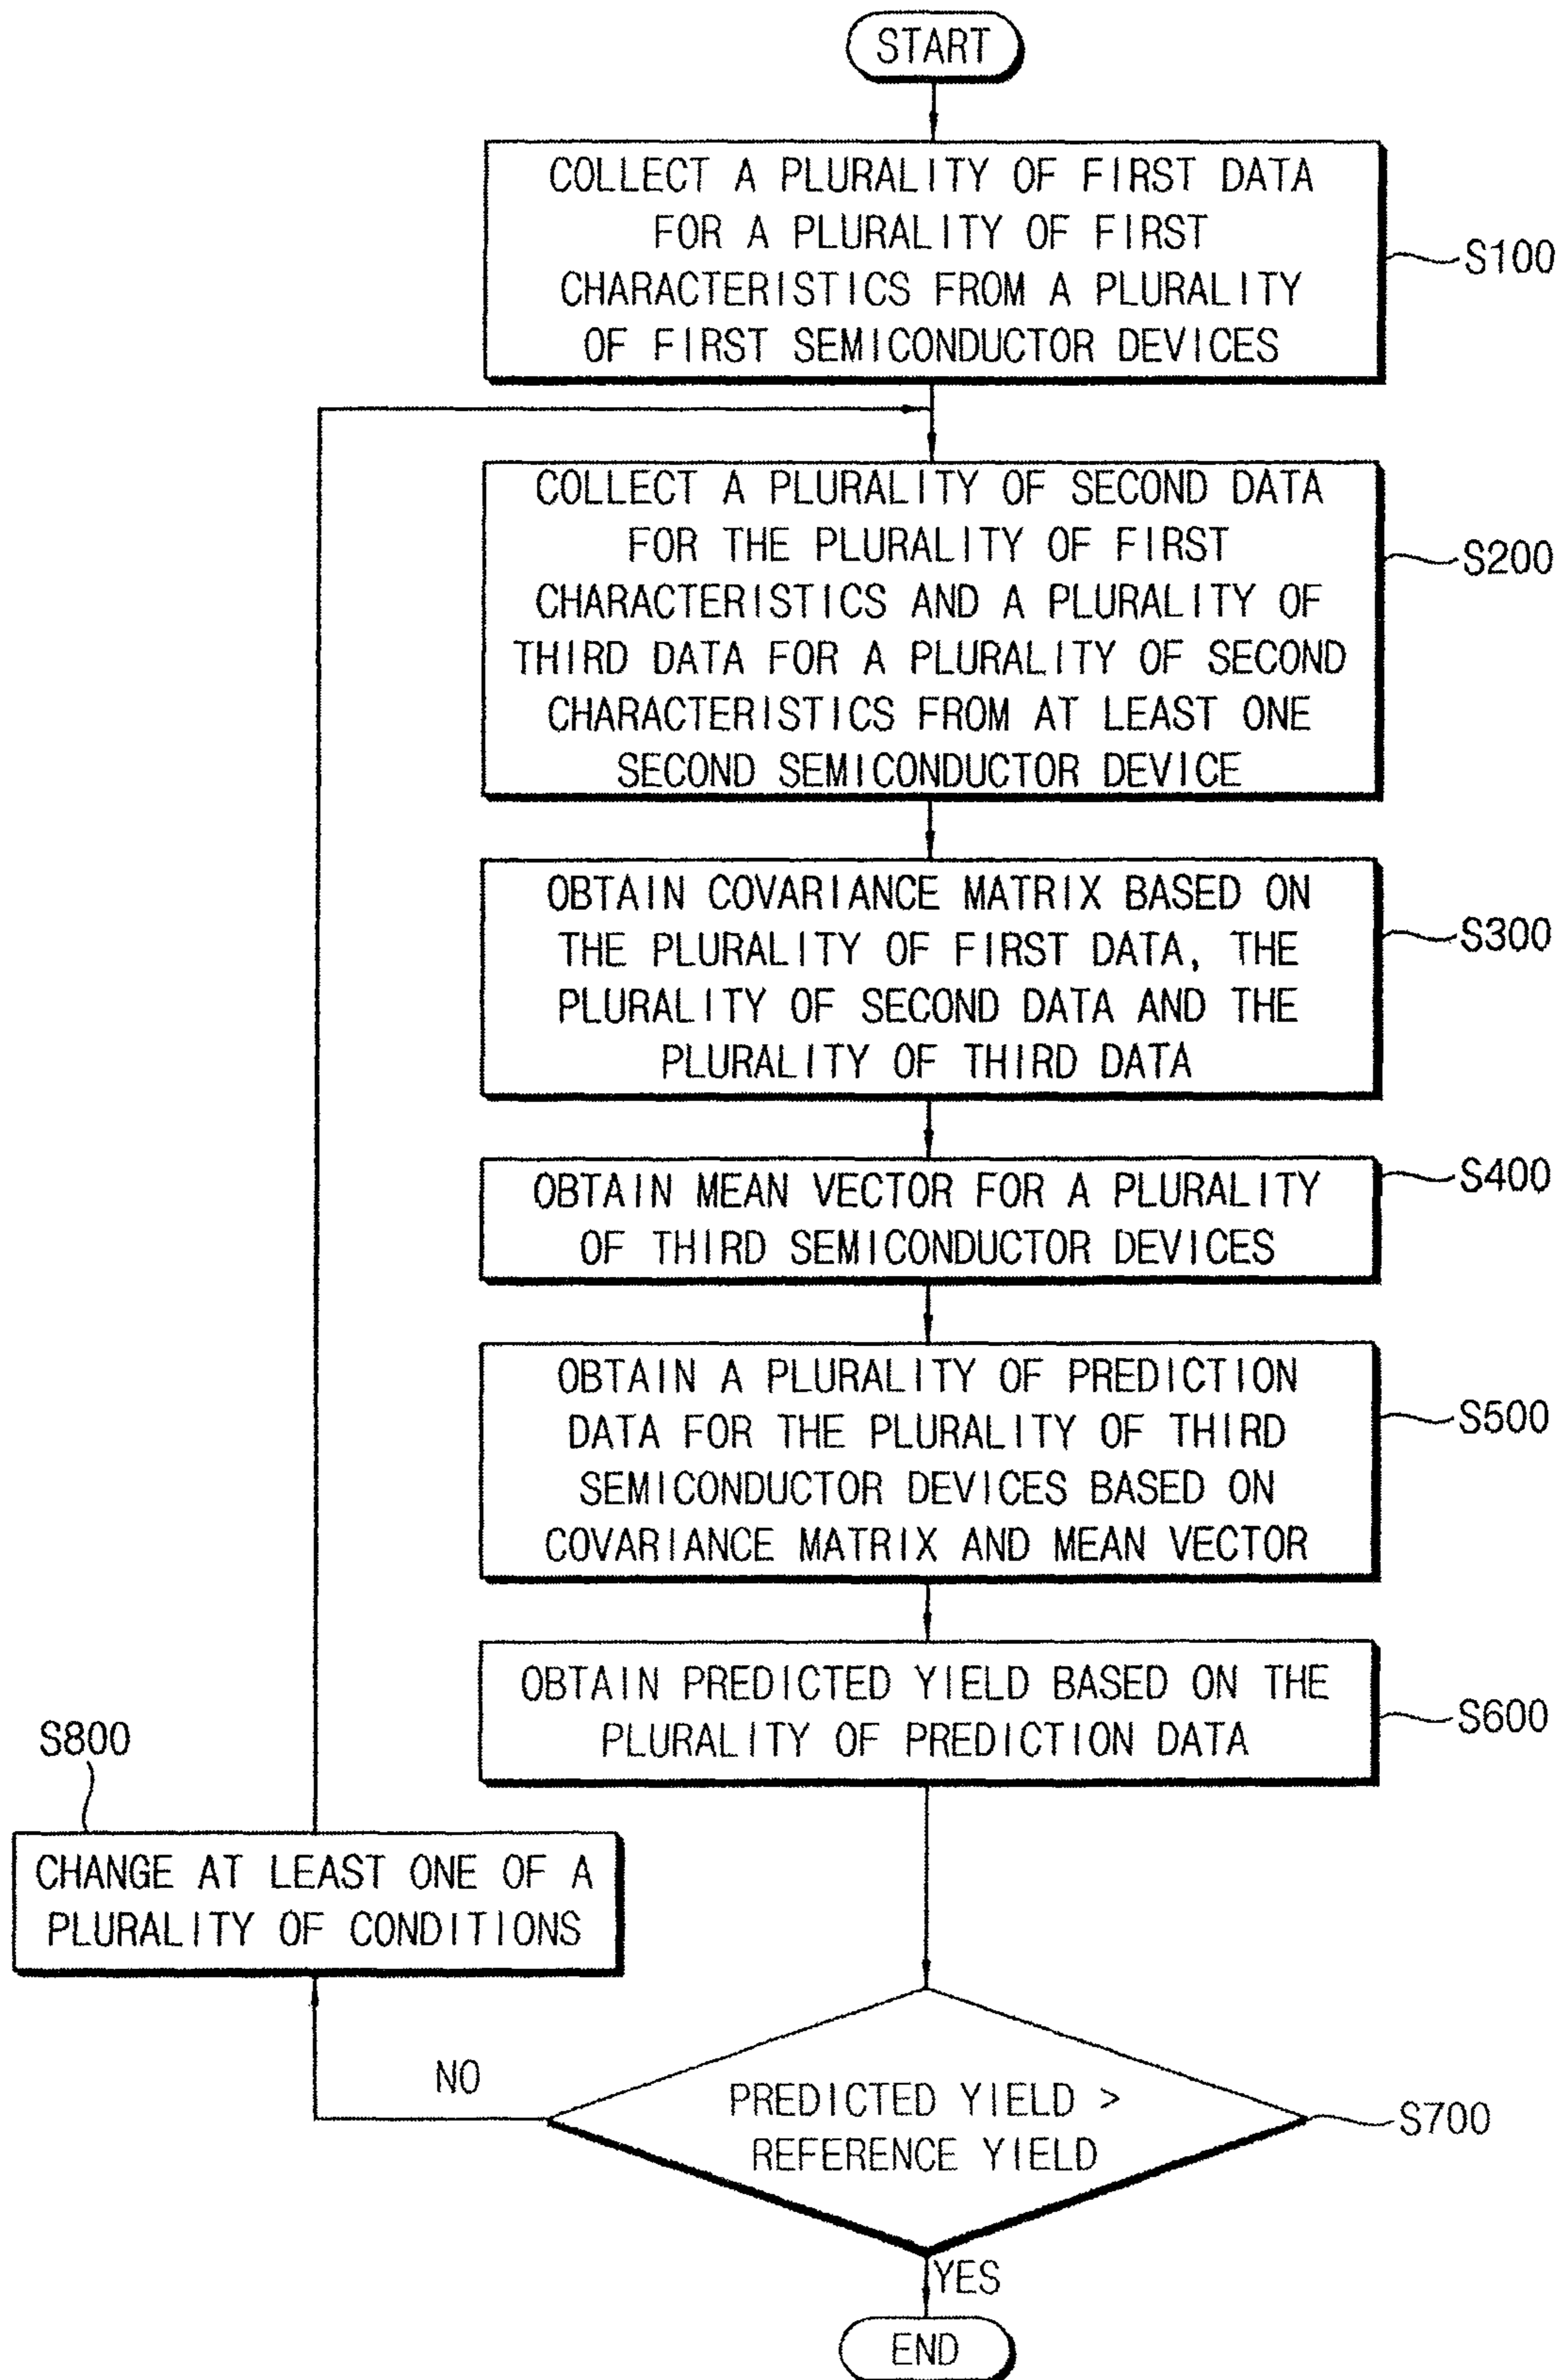 START
COLLECT A PLURALITY OF FIRST DATA
FOR A PLURALITY OF FIRST
CHARACTERISTICS FROM A PLURALITY
OF FIRST SEMICONDUCTOR DEVICES
S100
COLLECT A PLURALITY OF SECOND DATA
FOR THE PLURALITY OF FIRST
CHARACTERISTICS AND A PLURALITY OF
THIRD DATA FOR A PLURALITY OF SECOND
CHARACTERISTICS FROM AT LEAST ONE
SECOND SEMICONDUCTOR DEVICE
S200
OBTAIN COVARIANCE MATRIX BASED ON
THE PLURALITY OF FIRST DATA, THE
PLURALITY OF SECOND DATA AND THE
PLURALITY OF THIRD DATA
S300
OBTAIN MEAN VECTOR FOR A PLURALITY
OF THIRD SEMICONDUCTOR DEVICES
S400
OBTAIN A PLURALITY OF PREDICTION
DATA FOR THE PLURALITY OF THIRD
SEMICONDUCTOR DEVICES BASED ON
COVARIANCE MATRIX AND MEAN VECTOR
S500
OBTAIN PREDICTED YIELD BASED ON THE
PLURALITY OF PREDICTION DATA
S600
S800
CHANGE AT LEAST ONE OF A
PLURALITY OF CONDITIONS
NO
PREDICTED YIELD >
REFERENCE YIELD
S700
YES
END